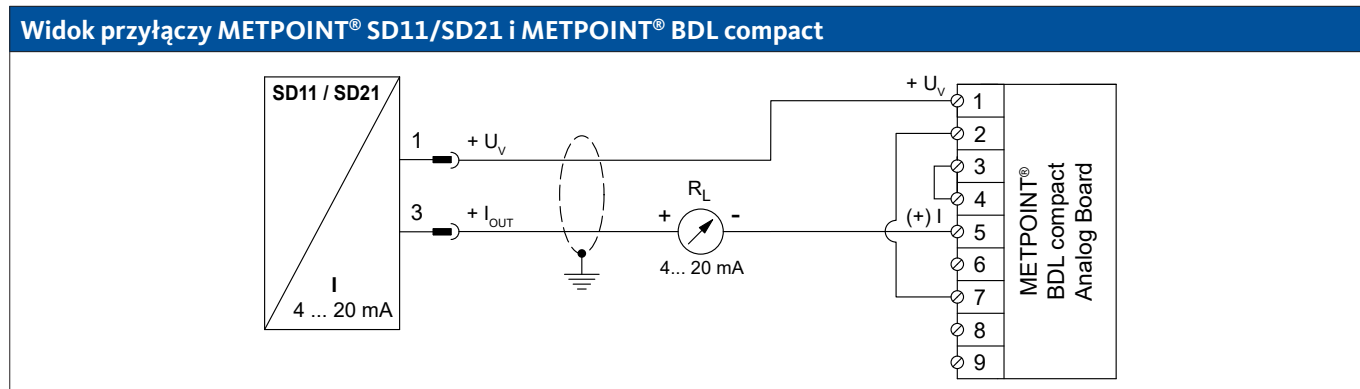 Widok przyłączy METPOINT® SD11/SD21 i METPOINT® BDL compact
SD11 / SD21
1
+ Uv
3
+ IOUT
I
4 ... 20 mA
RL
+
-
4... 20 mA
+ Uv
(+) I
1
2
3
4
5
6
7
8
9
METPOINT®
BDL compact
Analog Board